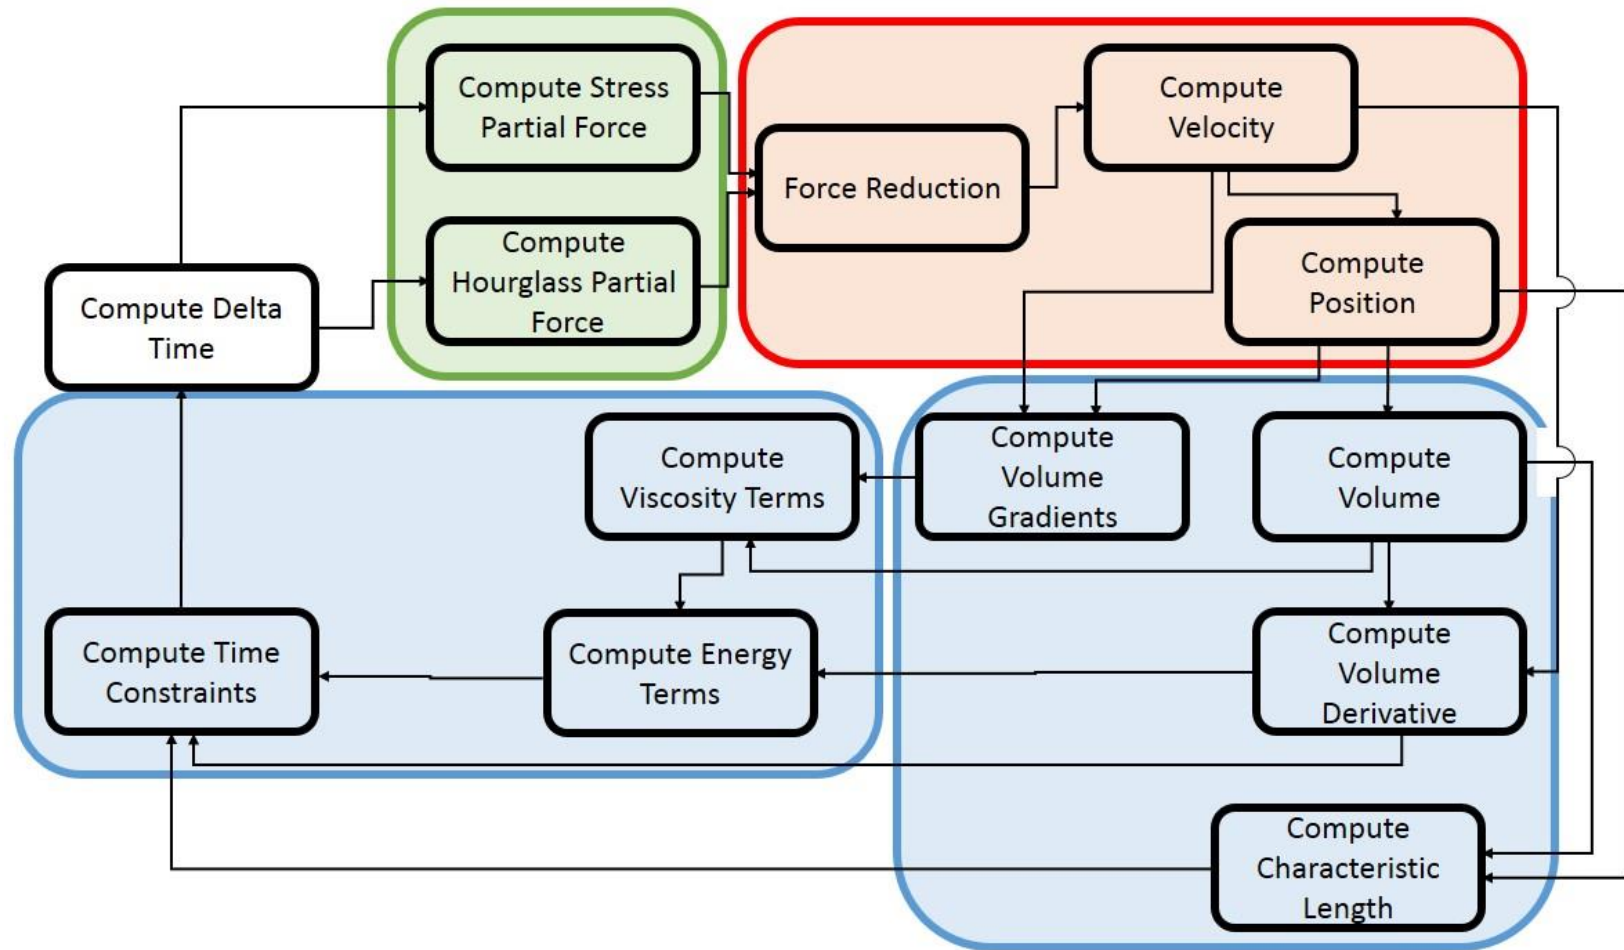 Compute Stress
Partial Force
Compute
Hourglass Partial
Force
Compute Delta
Time
Force Reduction
Compute
Velocity
Compute
Position
Compute
Viscosity Terms
Compute
Volume
Gradients
Compute
Volume
Compute Time
Constraints
Compute Energy
Terms
Compute
Volume
Derivative
Compute
Characteristic
Length